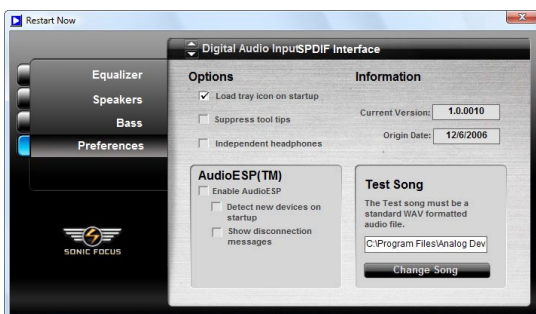 Restart Now
Digital Audio InputSPDIF Interface
Equalizer
Speakers
Bass
Preferences
SONIC FOCUS
Options
Load tray icon on startup
Suppress tool tips
Independent headphones
Information
Current Version: 1.0.0010
Origin Date: 12/6/2006
AudioESP(TM)
Enable AudioESP
Detect new devices on
startup
Show disconnection
messages
Test Song
The Test song must be a
standard WAV formatted
audio file.
C:\Program Files\Analog Dev
Change Song